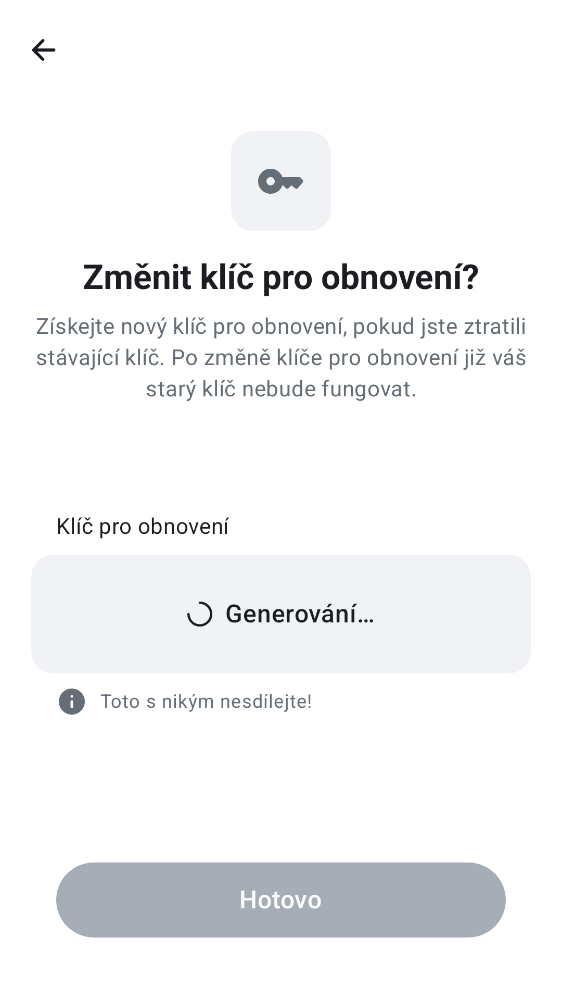 Změnit klíč pro obnovení?
Získejte nový klíč pro obnovení, pokud jste ztratili
stávající klíč. Po změně klíče pro obnovení již váš
starý klíč nebude fungovat.
Klíč pro obnovení
Generování…
Toto s nikým nesdílejte!
Hotovo